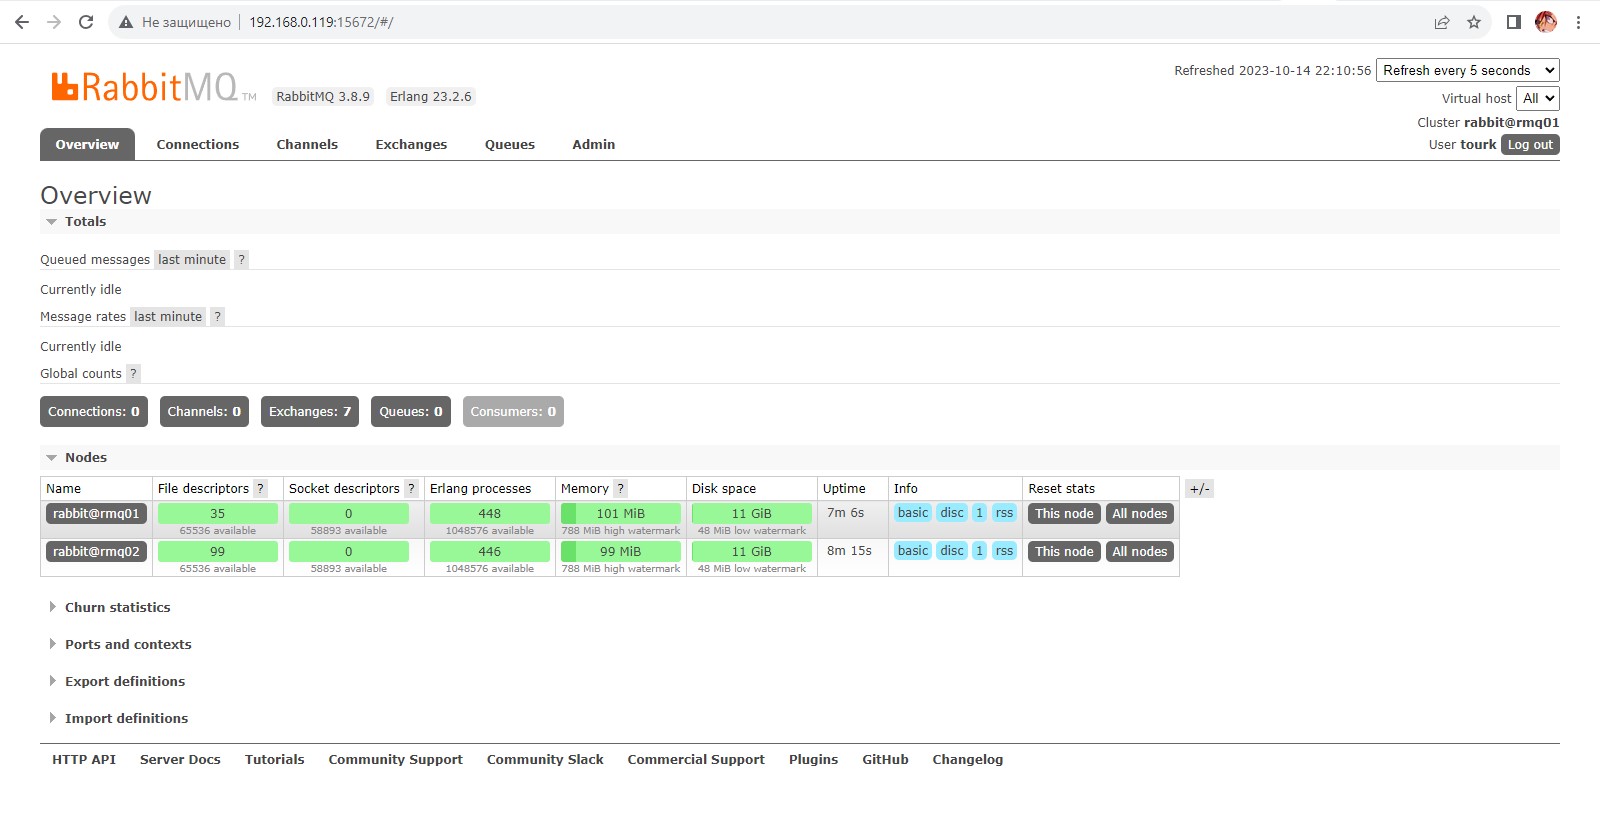 Не защищено 192.168.0.119:15672/#/
RabbitMQ TM RabbitMQ 3.8.9 Erlang 23.2.6
Refreshed 2023-10-14 22:10:56 Refresh every 5 seconds
Virtual host All
Cluster rabbit@rmq01
User tourk Log out
Overview Connections Channels Exchanges Queues Admin
Overview
Totals
Queued messages last minute ?
Currently idle
Message rates last minute ?
Currently idle
Global counts ?
Connections: 0 Channels: 0 Exchanges: 7 Queues: 0 Consumers: 0
Nodes
Name File descriptors ? Socket descriptors ? Erlang processes Memory ? Disk space Uptime Info Reset stats +/-
rabbit@rmq01 35 0 448 101 MiB 11 GiB 7m 6s basic disc 1 rss This node All nodes
65536 available 58893 available 1048576 available 788 MiB high watermark 48 MiB low watermark
rabbit@rmq02 99 0 446 99 MiB 11 GiB 8m 15s basic disc 1 rss This node All nodes
65536 available 58893 available 1048576 available 788 MiB high watermark 48 MiB low watermark
Churn statistics
Ports and contexts
Export definitions
Import definitions
HTTP API Server Docs Tutorials Community Support Community Slack Commercial Support Plugins GitHub Changelog